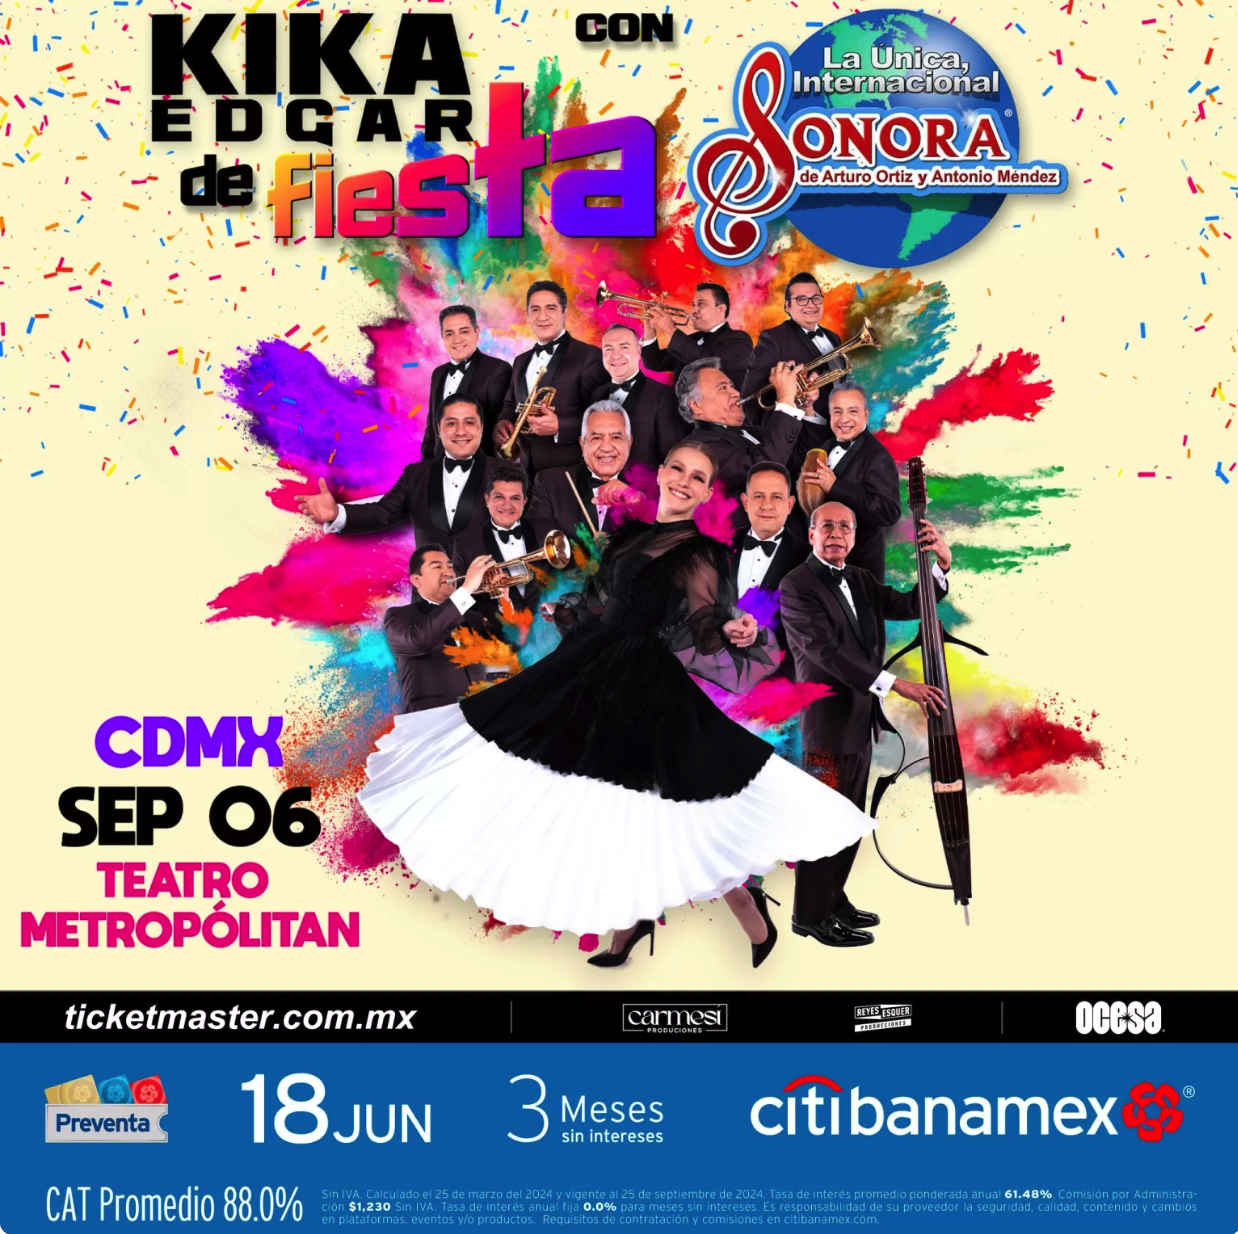 KIKA
EDGAR
de fiesta
CON
La Única,
Internacional
SONORA®
de Arturo Ortiz y Antonio Méndez
CDMX
SEP 06
TEATRO
METROPÓLITAN
ticketmaster.com.mx
carmesí
PRODUCIONES
REYES ESQUER
PRODUCCIONES
OCESA
Preventa
18 JUN
3 Meses
sin intereses
citibanamex®
CAT Promedio 88.0%
Sin IVA. Calculado el 25 de marzo del 2024 y vigente al 25 de septiembre de 2024. Tasa de interés promedio ponderada anual 61.48%. Comisión por Administra-
ción $1,230 Sin IVA. Tasa de interés anual fija 0.0% para meses sin intereses. Es responsabilidad de su proveedor la seguridad, calidad, contenido y cambios
en plataformas, eventos y/o productos. Requisitos de contratación y comisiones en citibanamex.com.